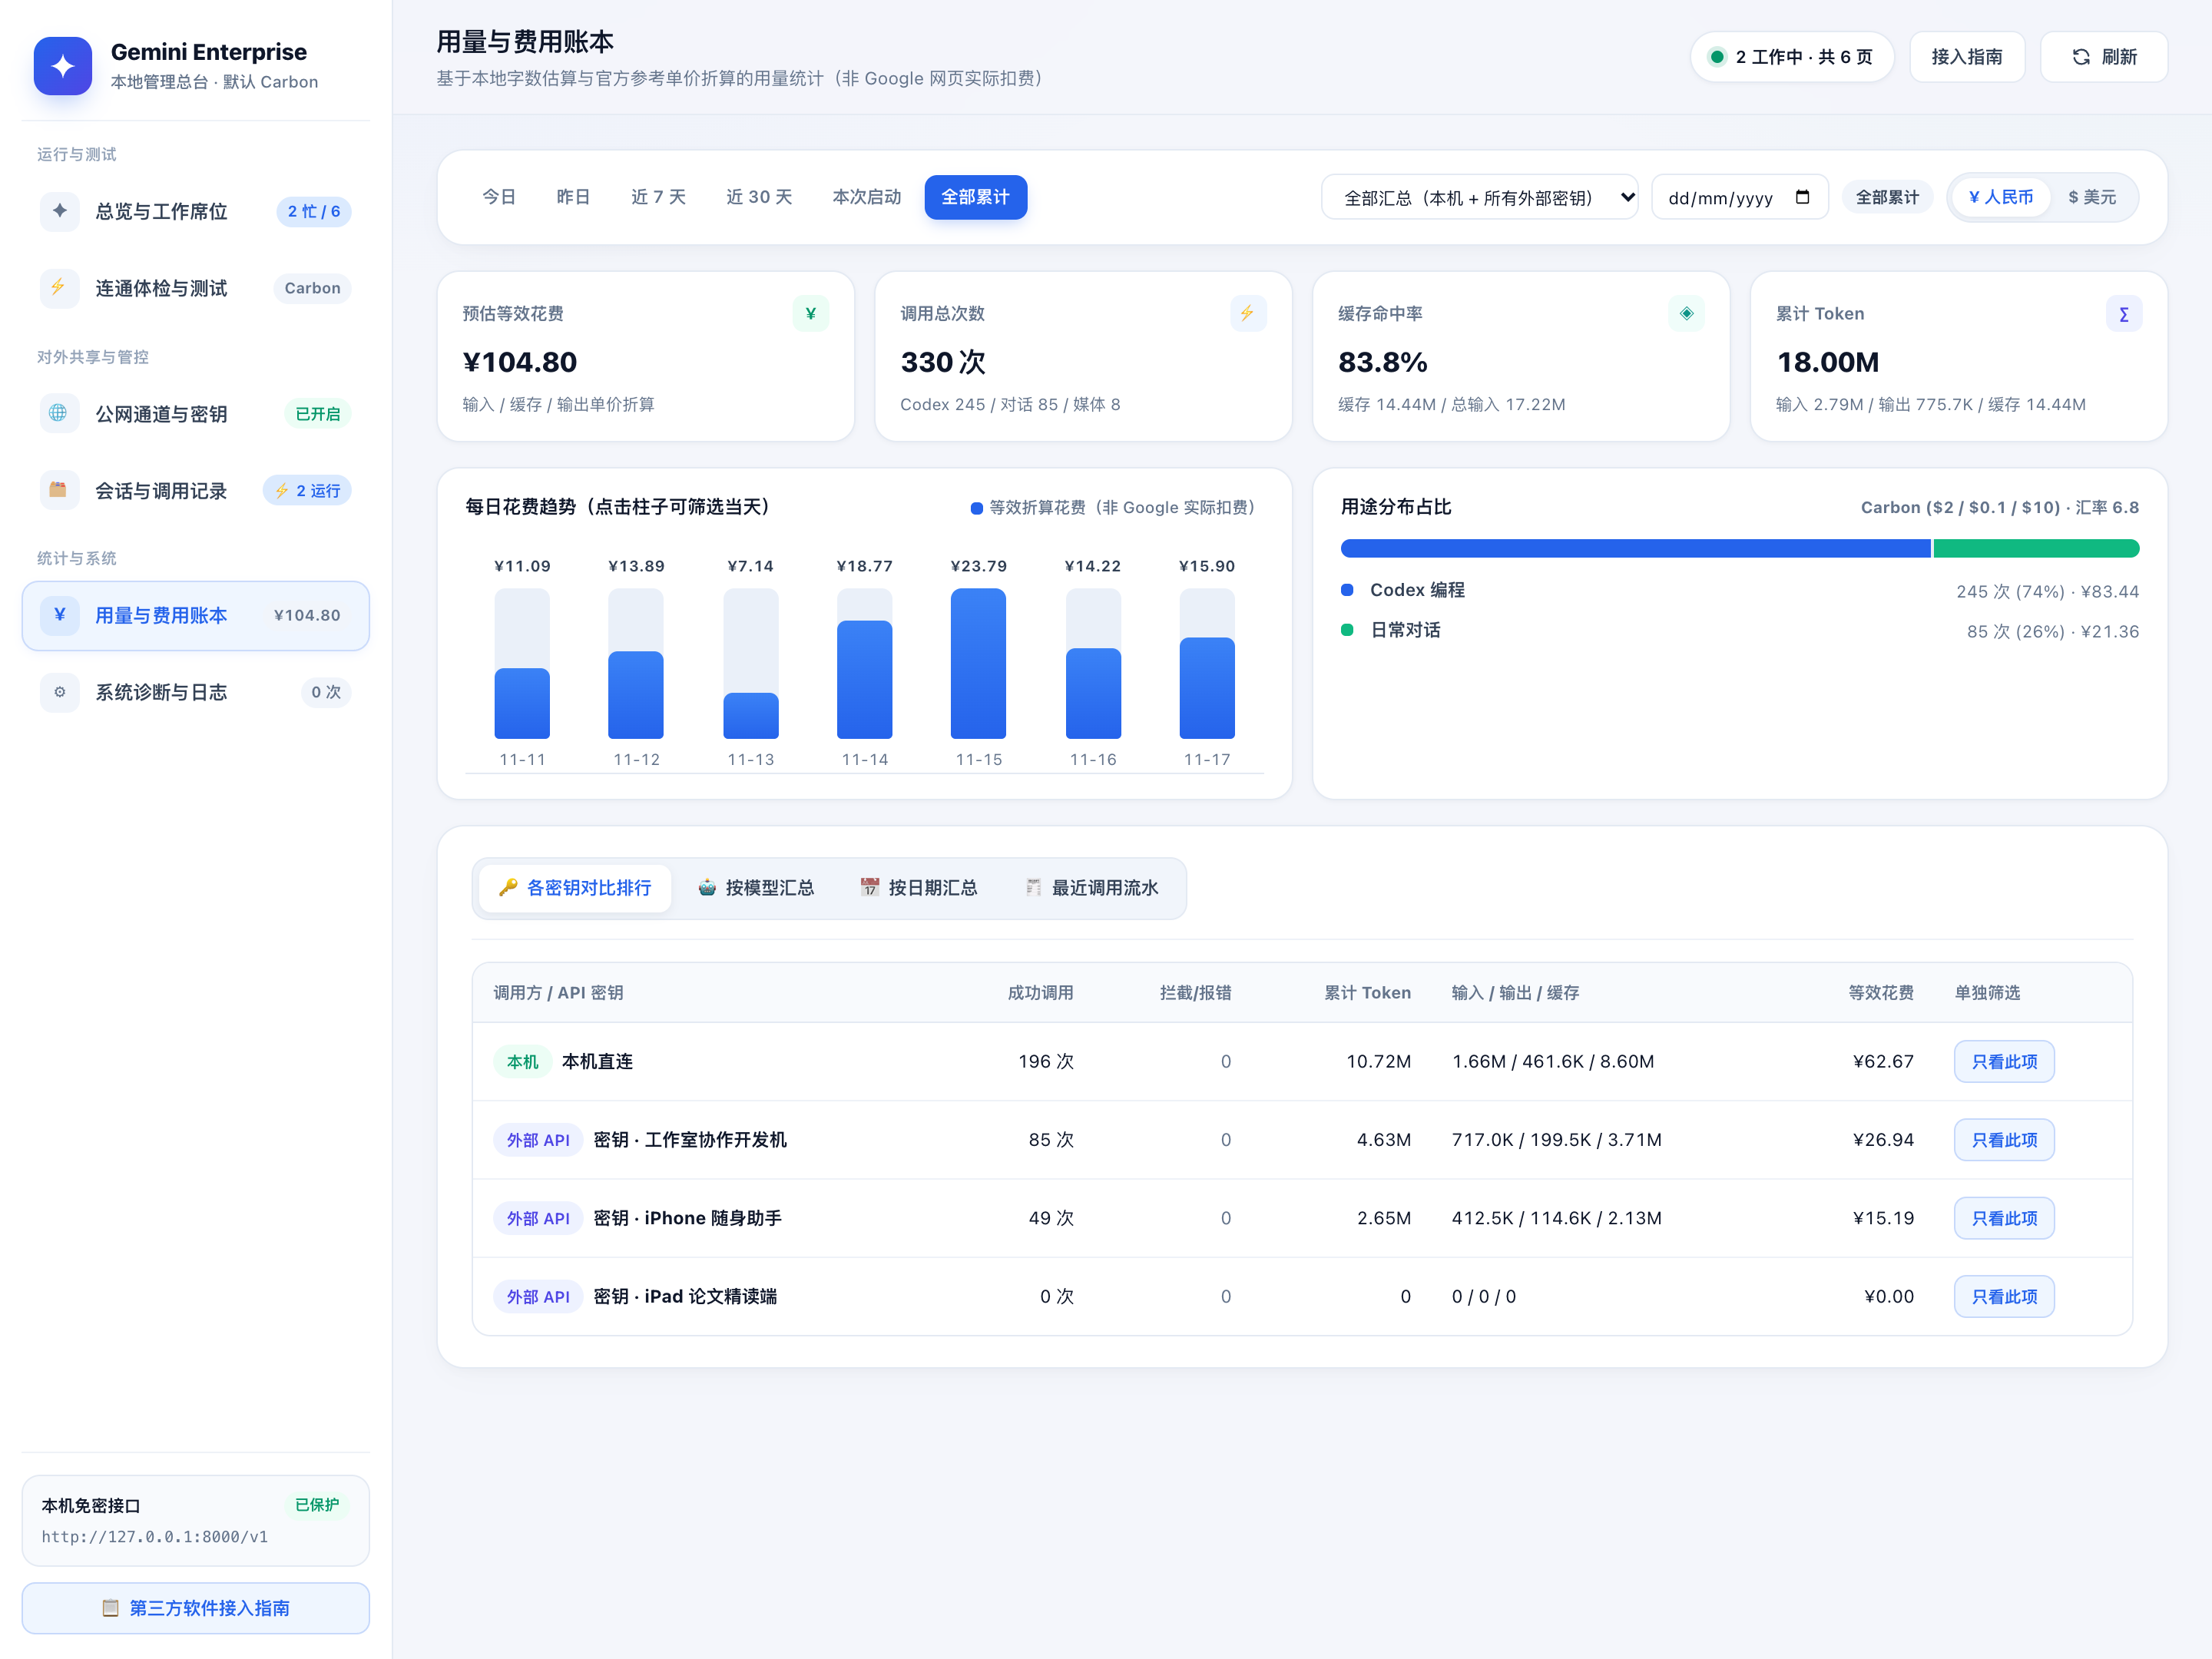 Gemini Enterprise
本地管理总台 · 默认 Carbon
运行与测试
总览与工作席位 2 忙 / 6
连通体检与测试 Carbon
对外共享与管控
公网通道与密钥 已开启
会话与调用记录 ⚡ 2 运行
统计与系统
¥ 用量与费用账本 ¥104.80
系统诊断与日志 0 次
本机免密接口 已保护
http://127.0.0.1:8000/v1
第三方软件接入指南
用量与费用账本
基于本地字数估算与官方参考单价折算的用量统计（非 Google 网页实际扣费）
2 工作中 · 共 6 页 接入指南 刷新
今日 昨日 近 7 天 近 30 天 本次启动 全部累计 全部汇总（本机 + 所有外部密钥） dd/mm/yyyy 全部累计 ¥ 人民币 $ 美元
预估等效花费 ¥
¥104.80
输入 / 缓存 / 输出单价折算
调用总次数
330 次
Codex 245 / 对话 85 / 媒体 8
缓存命中率
83.8%
缓存 14.44M / 总输入 17.22M
累计 Token ∑
18.00M
输入 2.79M / 输出 775.7K / 缓存 14.44M
每日花费趋势（点击柱子可筛选当天） 等效折算花费（非 Google 实际扣费）
¥11.09 ¥13.89 ¥7.14 ¥18.77 ¥23.79 ¥14.22 ¥15.90
11-11 11-12 11-13 11-14 11-15 11-16 11-17
用途分布占比 Carbon ($2 / $0.1 / $10) · 汇率 6.8
Codex 编程 245 次 (74%) · ¥83.44
日常对话 85 次 (26%) · ¥21.36
各密钥对比排行 按模型汇总 按日期汇总 最近调用流水
调用方 / API 密钥 成功调用 拦截/报错 累计 Token 输入 / 输出 / 缓存 等效花费 单独筛选
本机 本机直连 196 次 0 10.72M 1.66M / 461.6K / 8.60M ¥62.67 只看此项
外部 API 密钥 · 工作室协作开发机 85 次 0 4.63M 717.0K / 199.5K / 3.71M ¥26.94 只看此项
外部 API 密钥 · iPhone 随身助手 49 次 0 2.65M 412.5K / 114.6K / 2.13M ¥15.19 只看此项
外部 API 密钥 · iPad 论文精读端 0 次 0 0 0 / 0 / 0 ¥0.00 只看此项